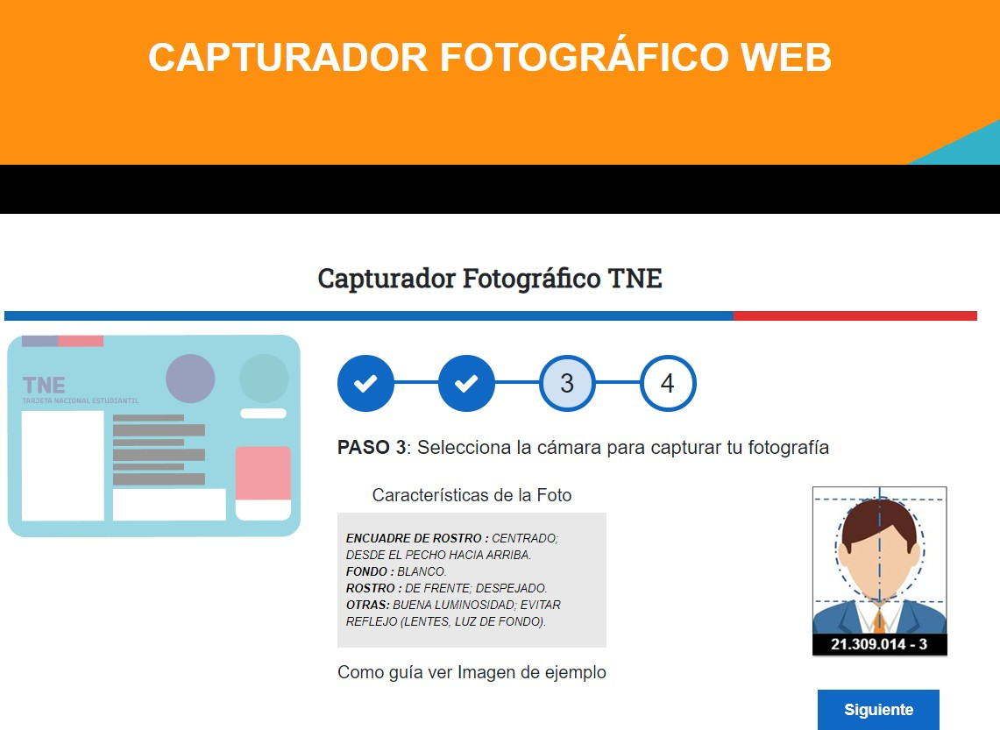 CAPTURADOR FOTOGRÁFICO WEB
Capturador Fotográfico TNE
TNE
TARJETA NACIONAL ESTUDIANTIL
3
4
PASO 3: Selecciona la cámara para capturar tu fotografía
Características de la Foto
ENCUADRE DE ROSTRO : CENTRADO;
DESDE EL PECHO HACIA ARRIBA.
FONDO : BLANCO.
ROSTRO : DE FRENTE; DESPEJADO.
OTRAS: BUENA LUMINOSIDAD; EVITAR
REFLEJO (LENTES, LUZ DE FONDO).
21.309.014 - 3
Como guía ver Imagen de ejemplo
Siguiente